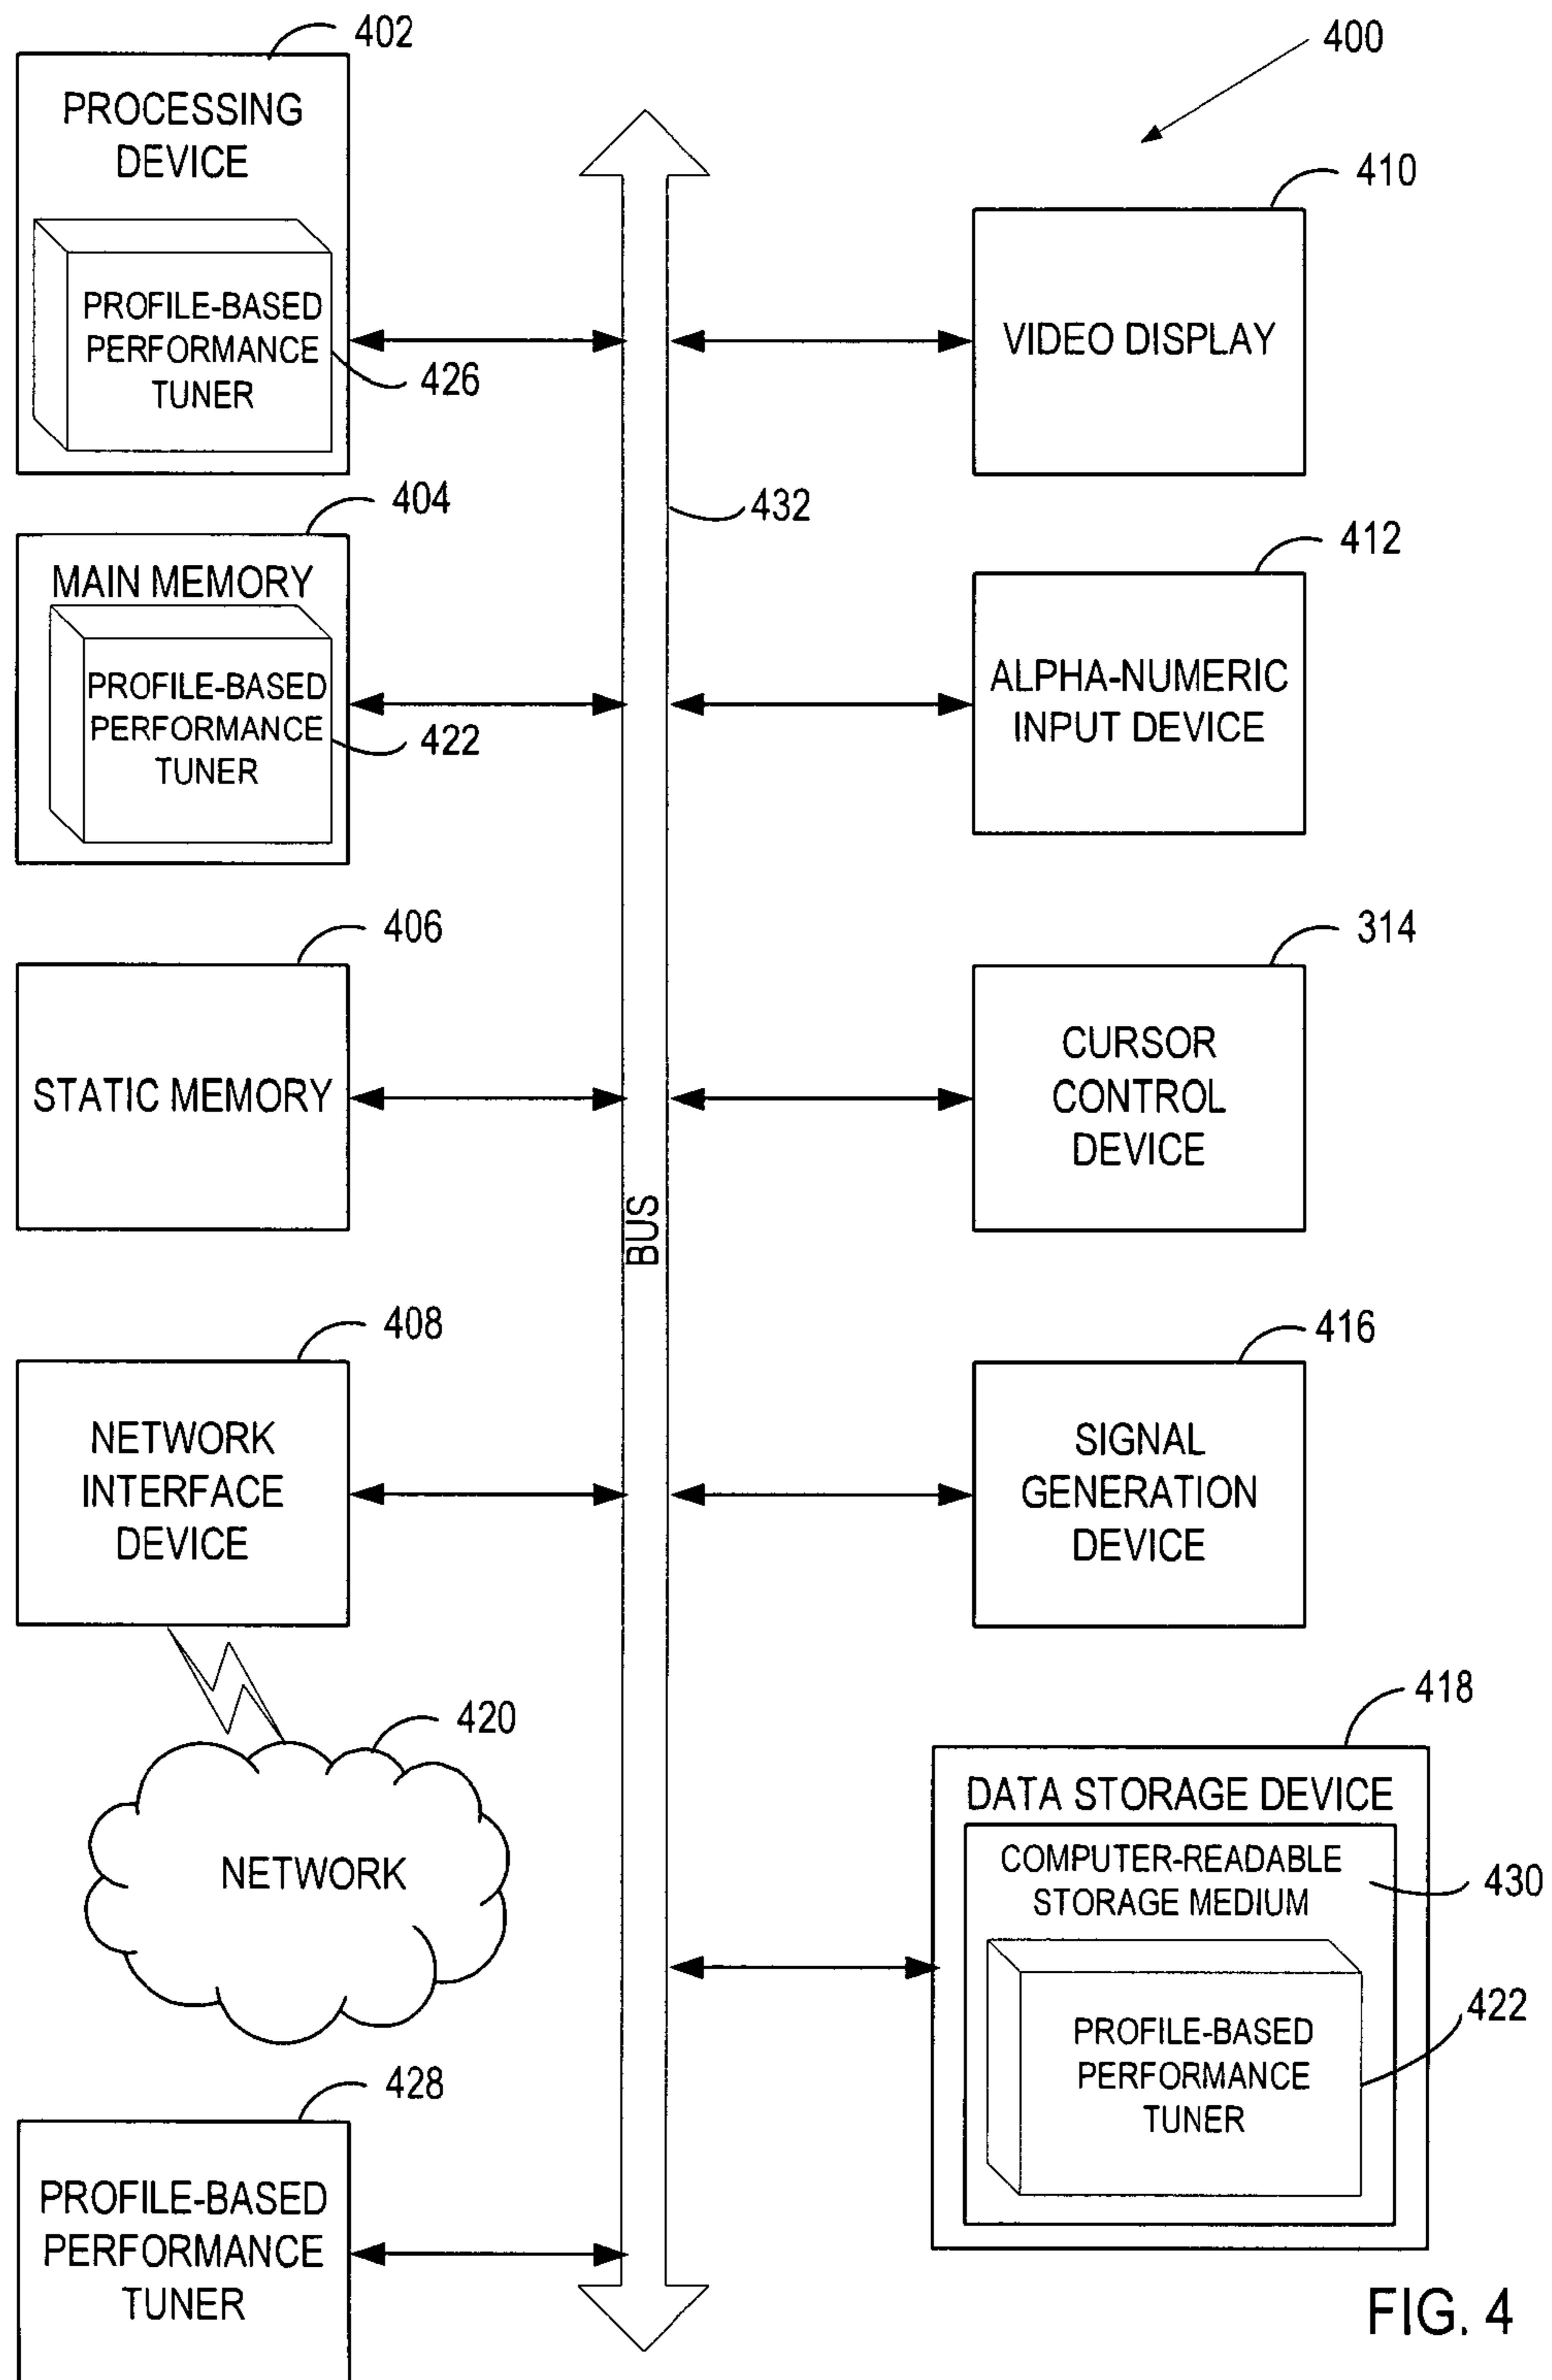 402
PROCESSING
DEVICE
PROFILE-BASED
PERFORMANCE
TUNER
426
404
MAIN MEMORY
PROFILE-BASED
PERFORMANCE
TUNER
422
406
STATIC MEMORY
408
NETWORK
INTERFACE
DEVICE
420
NETWORK
428
PROFILE-BASED
PERFORMANCE
TUNER
432
BUS
400
410
VIDEO DISPLAY
412
ALPHA-NUMERIC
INPUT DEVICE
314
CURSOR
CONTROL
DEVICE
416
SIGNAL
GENERATION
DEVICE
418
DATA STORAGE DEVICE
COMPUTER-READABLE
STORAGE MEDIUM
430
PROFILE-BASED
PERFORMANCE
TUNER
422
FIG. 4